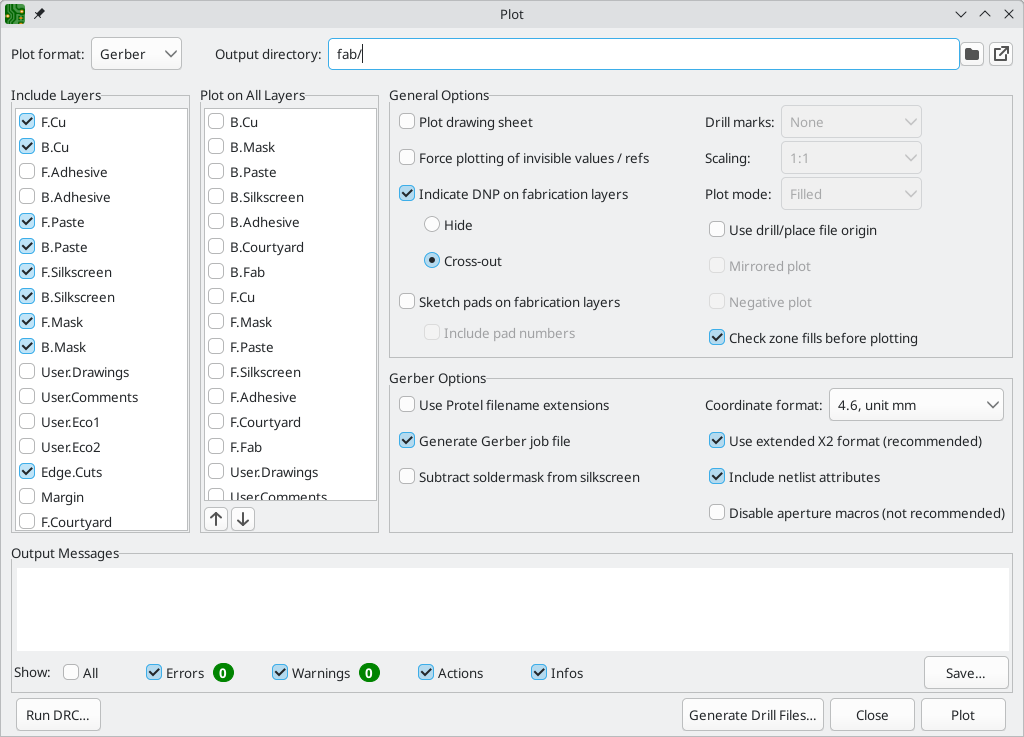 Plot
Plot format: Gerber Output directory: fab/
Include Layers
F.Cu
B.Cu
F.Adhesive
B.Adhesive
F.Paste
B.Paste
F.Silkscreen
B.Silkscreen
F.Mask
B.Mask
User.Drawings
User.Comments
User.Eco1
User.Eco2
Edge.Cuts
Margin
F.Courtyard
Plot on All Layers
B.Cu
B.Mask
B.Paste
B.Silkscreen
B.Adhesive
B.Courtyard
B.Fab
F.Cu
F.Mask
F.Paste
F.Silkscreen
F.Adhesive
F.Courtyard
F.Fab
User.Drawings
User.Comments
General Options
Plot drawing sheet
Force plotting of invisible values / refs
Indicate DNP on fabrication layers
Hide
Cross-out
Sketch pads on fabrication layers
Include pad numbers
Drill marks: None
Scaling: 1:1
Plot mode: Filled
Use drill/place file origin
Mirrored plot
Negative plot
Check zone fills before plotting
Gerber Options
Use Protel filename extensions
Generate Gerber job file
Subtract soldermask from silkscreen
Coordinate format: 4.6, unit mm
Use extended X2 format (recommended)
Include netlist attributes
Disable aperture macros (not recommended)
Output Messages
Show: All Errors 0 Warnings 0 Actions Infos Save...
Run DRC... Generate Drill Files... Close Plot